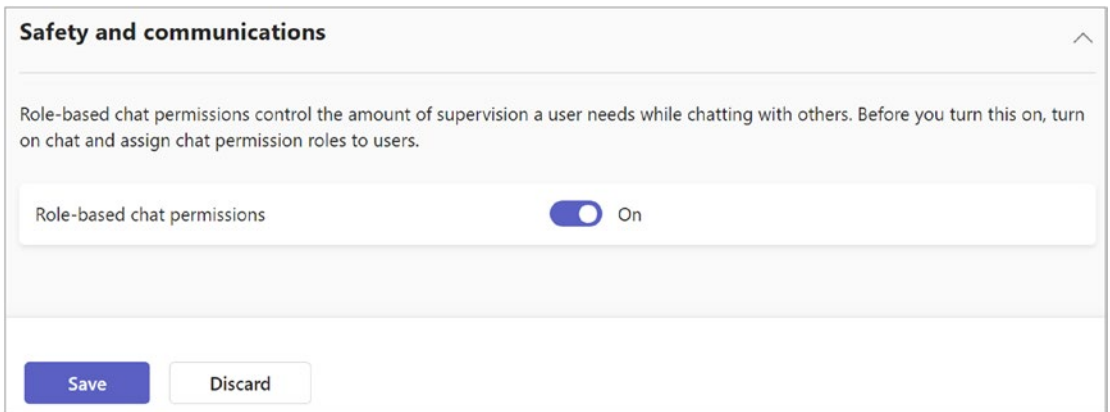 Safety and communications
Role-based chat permissions control the amount of supervision a user needs while chatting with others. Before you turn this on, turn
on chat and assign chat permission roles to users.
Role-based chat permissions On
Save Discard